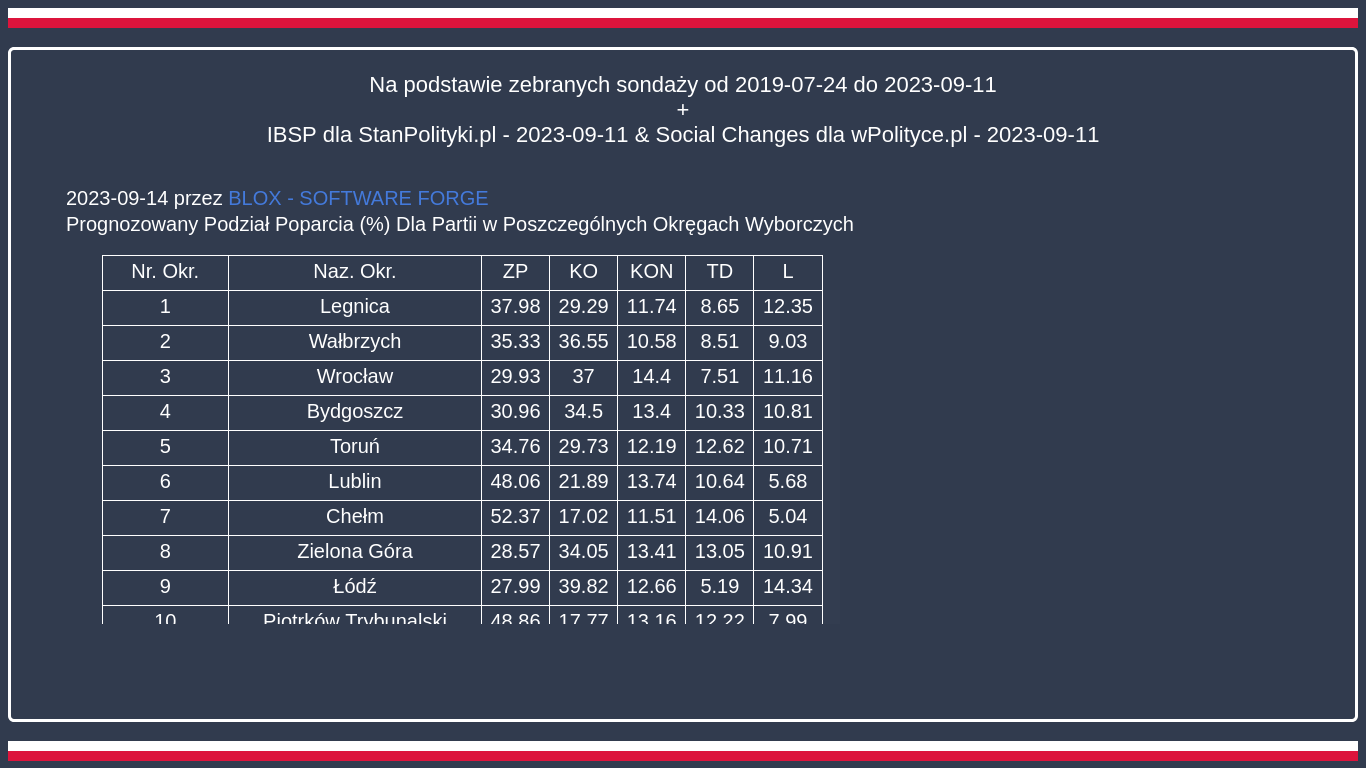 Na podstawie zebranych sondaży od 2019-07-24 do 2023-09-11
+
IBSP dla StanPolityki.pl - 2023-09-11 & Social Changes dla wPolityce.pl - 2023-09-11
2023-09-14 przez BLOX - SOFTWARE FORGE
Prognozowany Podział Poparcia (%) Dla Partii w Poszczególnych Okręgach Wyborczych
Nr. Okr. Naz. Okr. ZP KO KON TD L
1 Legnica 37.98 29.29 11.74 8.65 12.35
2 Wałbrzych 35.33 36.55 10.58 8.51 9.03
3 Wrocław 29.93 37 14.4 7.51 11.16
4 Bydgoszcz 30.96 34.5 13.4 10.33 10.81
5 Toruń 34.76 29.73 12.19 12.62 10.71
6 Lublin 48.06 21.89 13.74 10.64 5.68
7 Chełm 52.37 17.02 11.51 14.06 5.04
8 Zielona Góra 28.57 34.05 13.41 13.05 10.91
9 Łódź 27.99 39.82 12.66 5.19 14.34
10 Piotrków Trybunalski 48.86 17.77 13.16 12.22 7.99